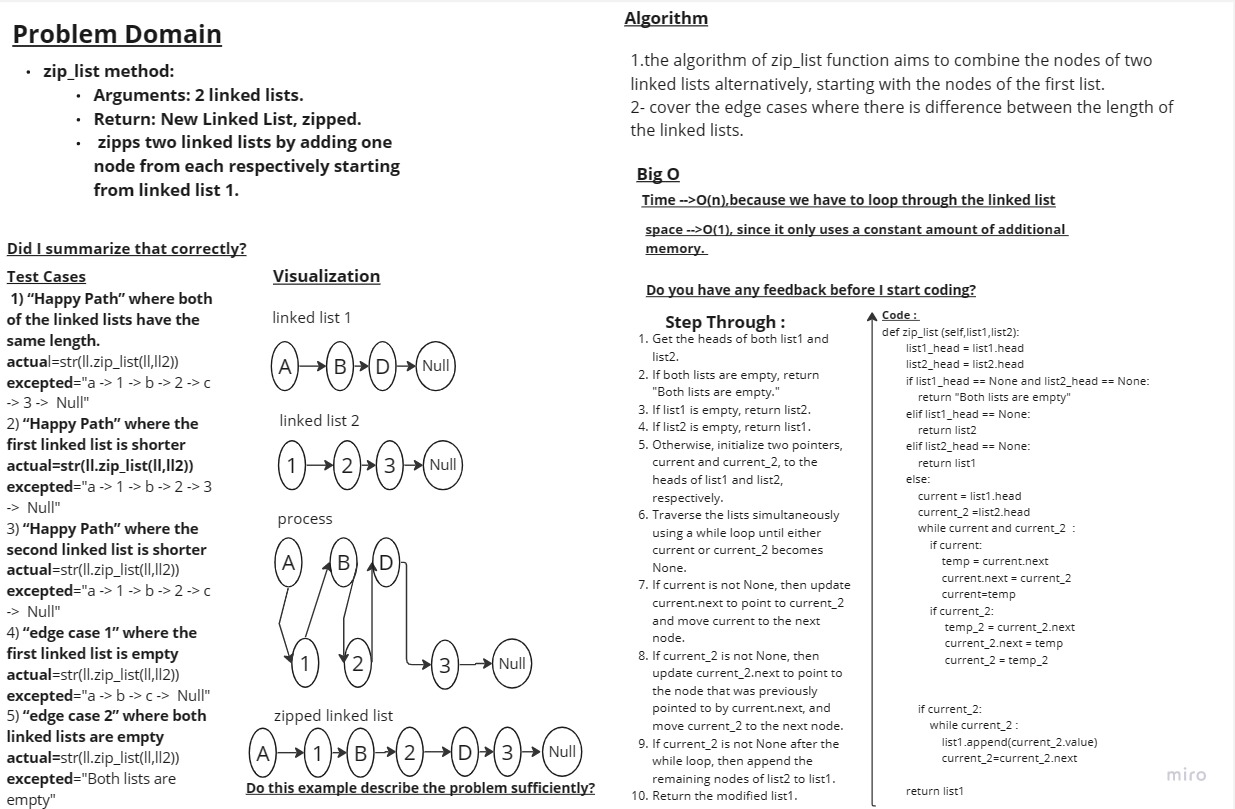 Problem Domain
• zip_list method:
• Arguments: 2 linked lists.
• Return: New Linked List, zipped.
• zipps two linked lists by adding one
node from each respectively starting
from linked list 1.
Did I summarize that correctly?
Test Cases
1) “Happy Path” where both
of the linked lists have the
same length.
actual=str(ll.zip_list(ll,ll2))
excepted="a -> 1 -> b -> 2 -> c
-> 3 ->  Null"
2) “Happy Path” where the
first linked list is shorter
actual=str(ll.zip_list(ll,ll2))
excepted="a -> 1 -> b -> 2 -> 3
->  Null"
3) “Happy Path” where the
second linked list is shorter
actual=str(ll.zip_list(ll,ll2))
excepted="a -> 1 -> b -> 2 -> c
->  Null"
4) “edge case 1” where the
first linked list is empty
actual=str(ll.zip_list(ll,ll2))
excepted="a -> b -> c ->  Null"
5) “edge case 2” where both
linked lists are empty
actual=str(ll.zip_list(ll,ll2))
excepted="Both lists are
empty"
Visualization
linked list 1
A B D Null
linked list 2
1 2 3 Null
process
A B D
1 2 3 Null
zipped linked list
A 1 B 2 D 3 Null
Do this example describe the problem sufficiently?
Algorithm
1.the algorithm of zip_list function aims to combine the nodes of two
linked lists alternatively, starting with the nodes of the first list.
2- cover the edge cases where there is difference between the length of
the linked lists.
Big O
Time -->O(n),because we have to loop through the linked list
space -->O(1), since it only uses a constant amount of additional
memory.
Do you have any feedback before I start coding?
Step Through :
1. Get the heads of both list1 and
list2.
2. If both lists are empty, return
"Both lists are empty."
3. If list1 is empty, return list2.
4. If list2 is empty, return list1.
5. Otherwise, initialize two pointers,
current and current_2, to the
heads of list1 and list2,
respectively.
6. Traverse the lists simultaneously
using a while loop until either
current or current_2 becomes
None.
7. If current is not None, then update
current.next to point to current_2
and move current to the next
node.
8. If current_2 is not None, then
update current_2.next to point to
the node that was previously
pointed to by current.next, and
move current_2 to the next node.
9. If current_2 is not None after the
while loop, then append the
remaining nodes of list2 to list1.
10. Return the modified list1.
Code :
def zip_list (self,list1,list2):
list1_head = list1.head
list2_head = list2.head
if list1_head == None and list2_head == None:
return "Both lists are empty"
elif list1_head == None:
return list2
elif list2_head == None:
return list1
else:
current = list1.head
current_2 =list2.head
while current and current_2  :
if current:
temp = current.next
current.next = current_2
current=temp
if current_2:
temp_2 = current_2.next
current_2.next = temp
current_2 = temp_2
if current_2:
while current_2 :
list1.append(current_2.value)
current_2=current_2.next
return list1
miro